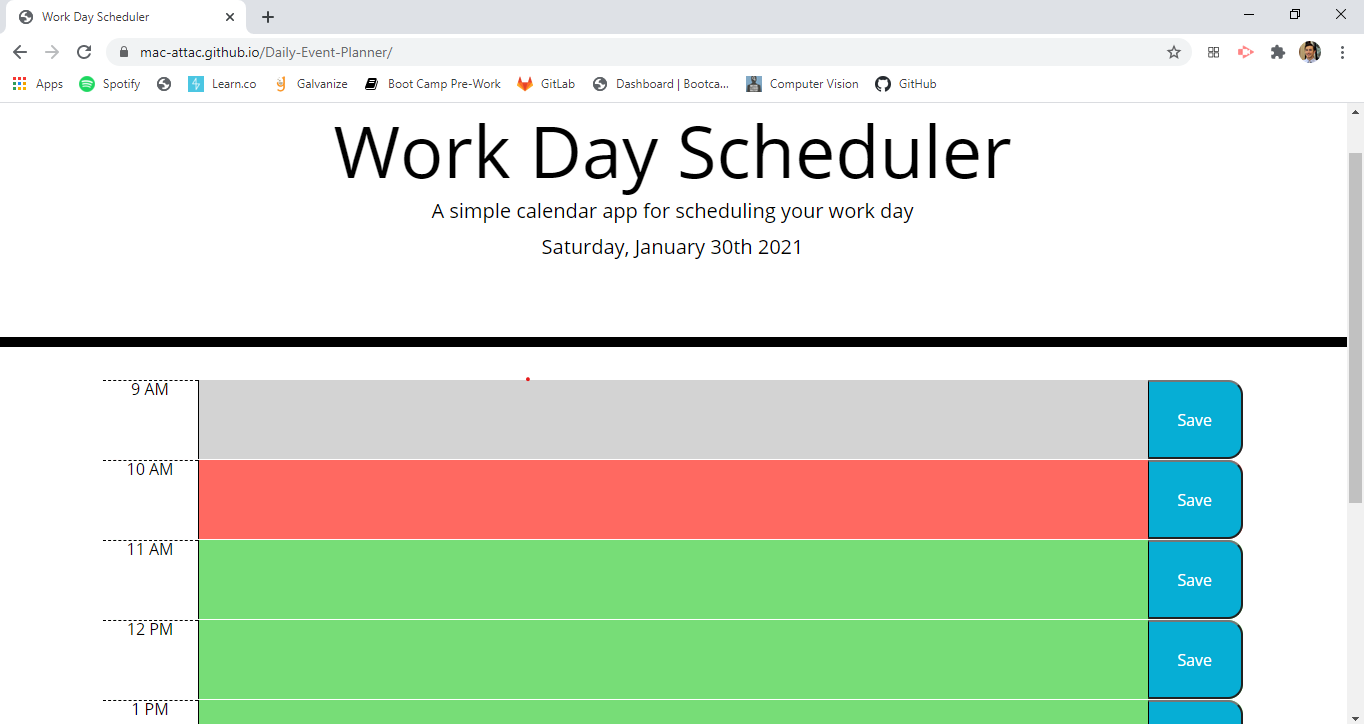 Work Day Scheduler
mac-attac.github.io/Daily-Event-Planner/
Apps Spotify Learn.co Galvanize Boot Camp Pre-Work GitLab Dashboard | Bootca... Computer Vision GitHub
Work Day Scheduler
A simple calendar app for scheduling your work day
Saturday, January 30th 2021
9 AM Save
10 AM Save
11 AM Save
12 PM Save
1 PM